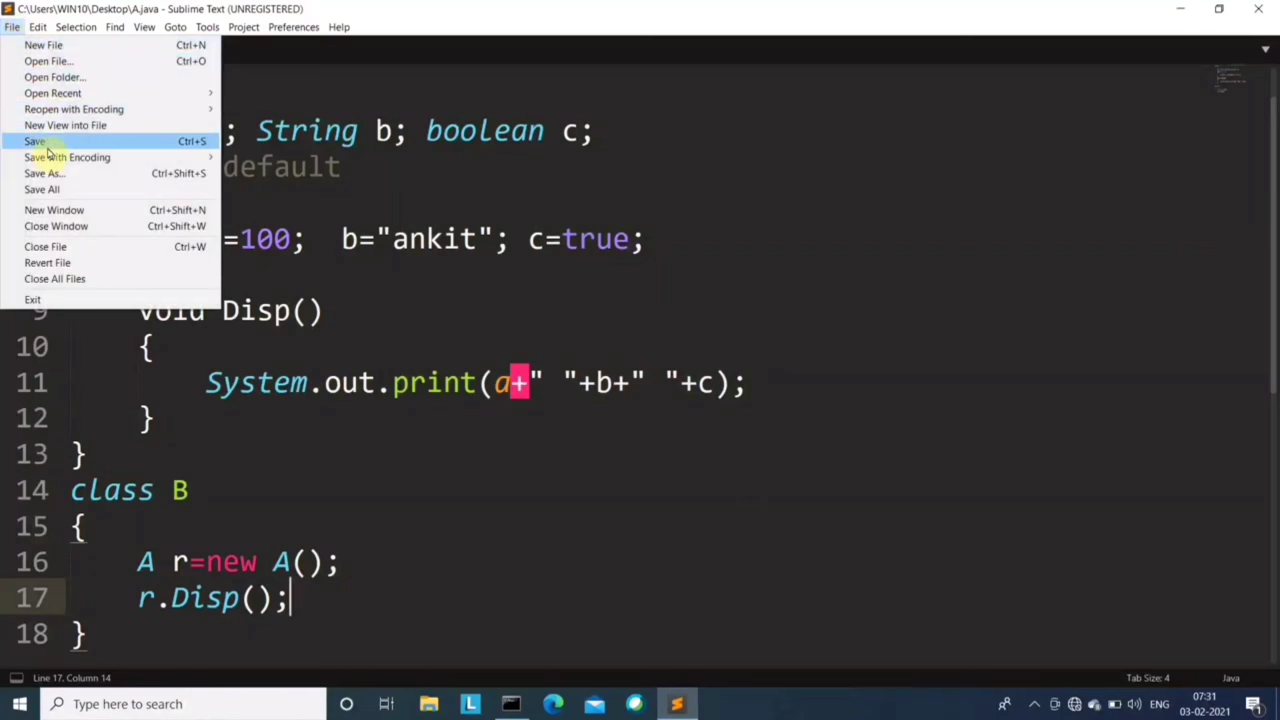 C:\Users\WIN10\Desktop\A.java - Sublime Text (UNREGISTERED)
File Edit Selection Find View Goto Tools Project Preferences Help
New File Ctrl+N
Open File... Ctrl+O
Open Folder...
Open Recent
Reopen with Encoding
New View into File
Save Ctrl+S
Save with Encoding
Save As... Ctrl+Shift+S
Save All
New Window Ctrl+Shift+N
Close Window Ctrl+Shift+W
Close File Ctrl+W
Revert File
Close All Files
Exit
; String b; boolean c;
default
=100; b="ankit"; c=true;
9 void Disp()
10 {
11 System.out.print(a+" "+b+" "+c);
12 }
13 }
14 class B
15 {
16 A r=new A();
17 r.Disp();
18 }
Line 17, Column 14 Tab Size: 4 Java
Type here to search
ENG
07:31
03-02-2021
1